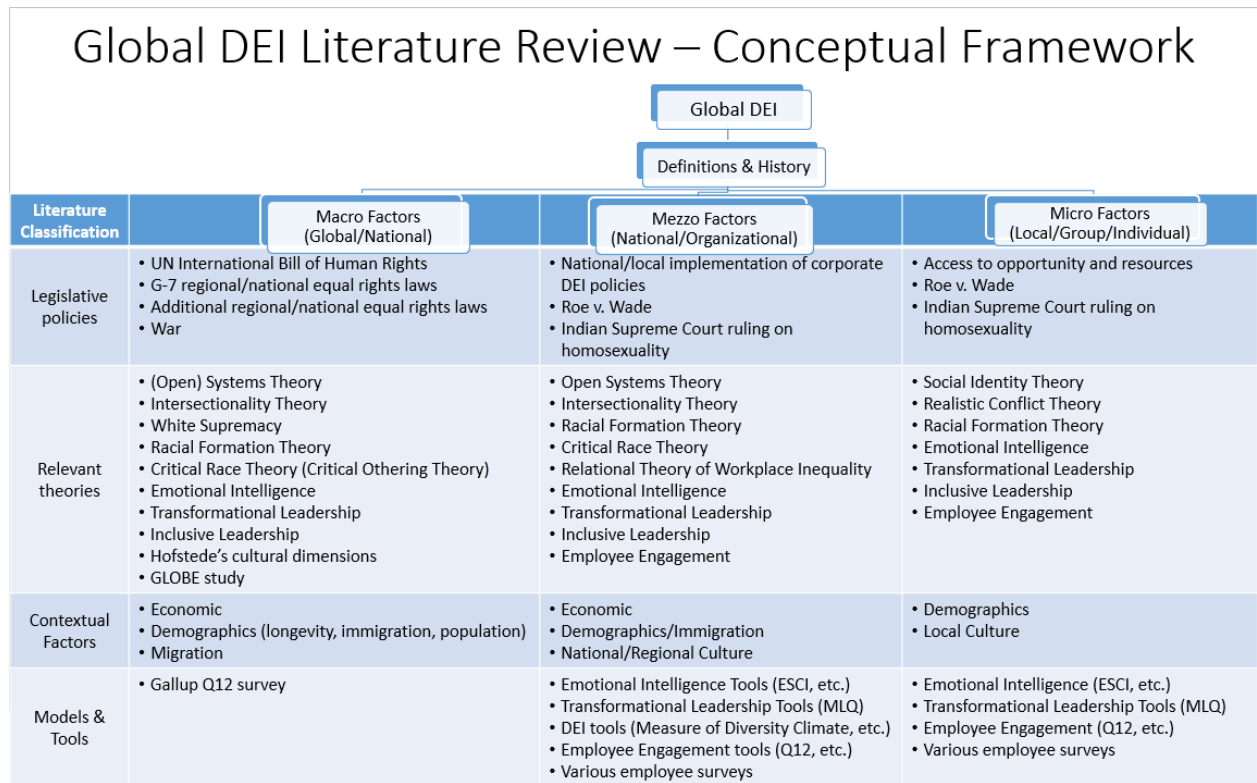 Global DEI Literature Review – Conceptual Framework
Global DEI
Definitions & History
Literature
Classification
Macro Factors
(Global/National)
Mezzo Factors
(National/Organizational)
Micro Factors
(Local/Group/Individual)
Legislative
policies
• UN International Bill of Human Rights
• G-7 regional/national equal rights laws
• Additional regional/national equal rights laws
• War
• National/local implementation of corporate
DEI policies
• Roe v. Wade
• Indian Supreme Court ruling on
homosexuality
• Access to opportunity and resources
• Roe v. Wade
• Indian Supreme Court ruling on
homosexuality
Relevant
theories
• (Open) Systems Theory
• Intersectionality Theory
• White Supremacy
• Racial Formation Theory
• Critical Race Theory (Critical Othering Theory)
• Emotional Intelligence
• Transformational Leadership
• Inclusive Leadership
• Hofstede's cultural dimensions
• GLOBE study
• Open Systems Theory
• Intersectionality Theory
• Racial Formation Theory
• Critical Race Theory
• Relational Theory of Workplace Inequality
• Emotional Intelligence
• Transformational Leadership
• Inclusive Leadership
• Employee Engagement
• Social Identity Theory
• Realistic Conflict Theory
• Racial Formation Theory
• Emotional Intelligence
• Transformational Leadership
• Inclusive Leadership
• Employee Engagement
Contextual
Factors
• Economic
• Demographics (longevity, immigration, population)
• Migration
• Economic
• Demographics/Immigration
• National/Regional Culture
• Demographics
• Local Culture
Models &
Tools
• Gallup Q12 survey
• Emotional Intelligence Tools (ESCI, etc.)
• Transformational Leadership Tools (MLQ)
• DEI tools (Measure of Diversity Climate, etc.)
• Employee Engagement tools (Q12, etc.)
• Various employee surveys
• Emotional Intelligence (ESCI, etc.)
• Transformational Leadership Tools (MLQ)
• Employee Engagement (Q12, etc.)
• Various employee surveys